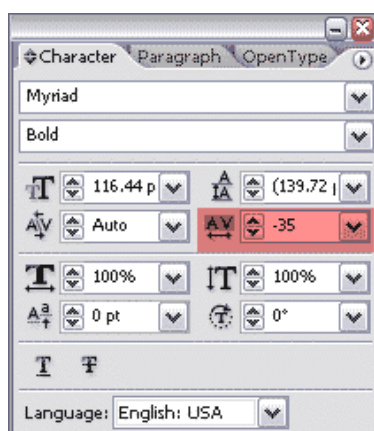 Character Paragraph OpenType
Myriad
Bold
116.44 p (139.72
Auto -35
100% 100%
0 pt 0°
T T
Language: English: USA